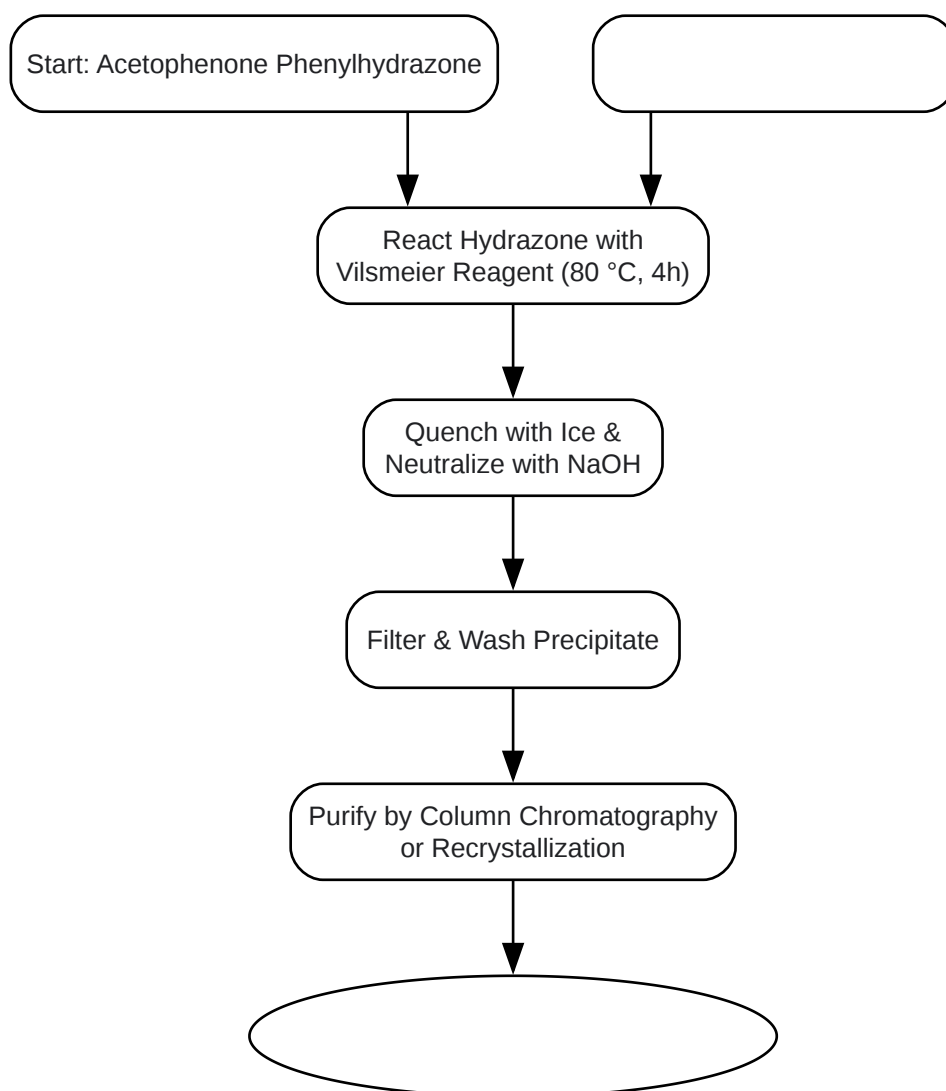 Start: Acetophenone Phenylhydrazone
React Hydrazone with
Vilsmeier Reagent (80 °C, 4h)
Quench with Ice &
Neutralize with NaOH
Filter & Wash Precipitate
Purify by Column Chromatography
or Recrystallization